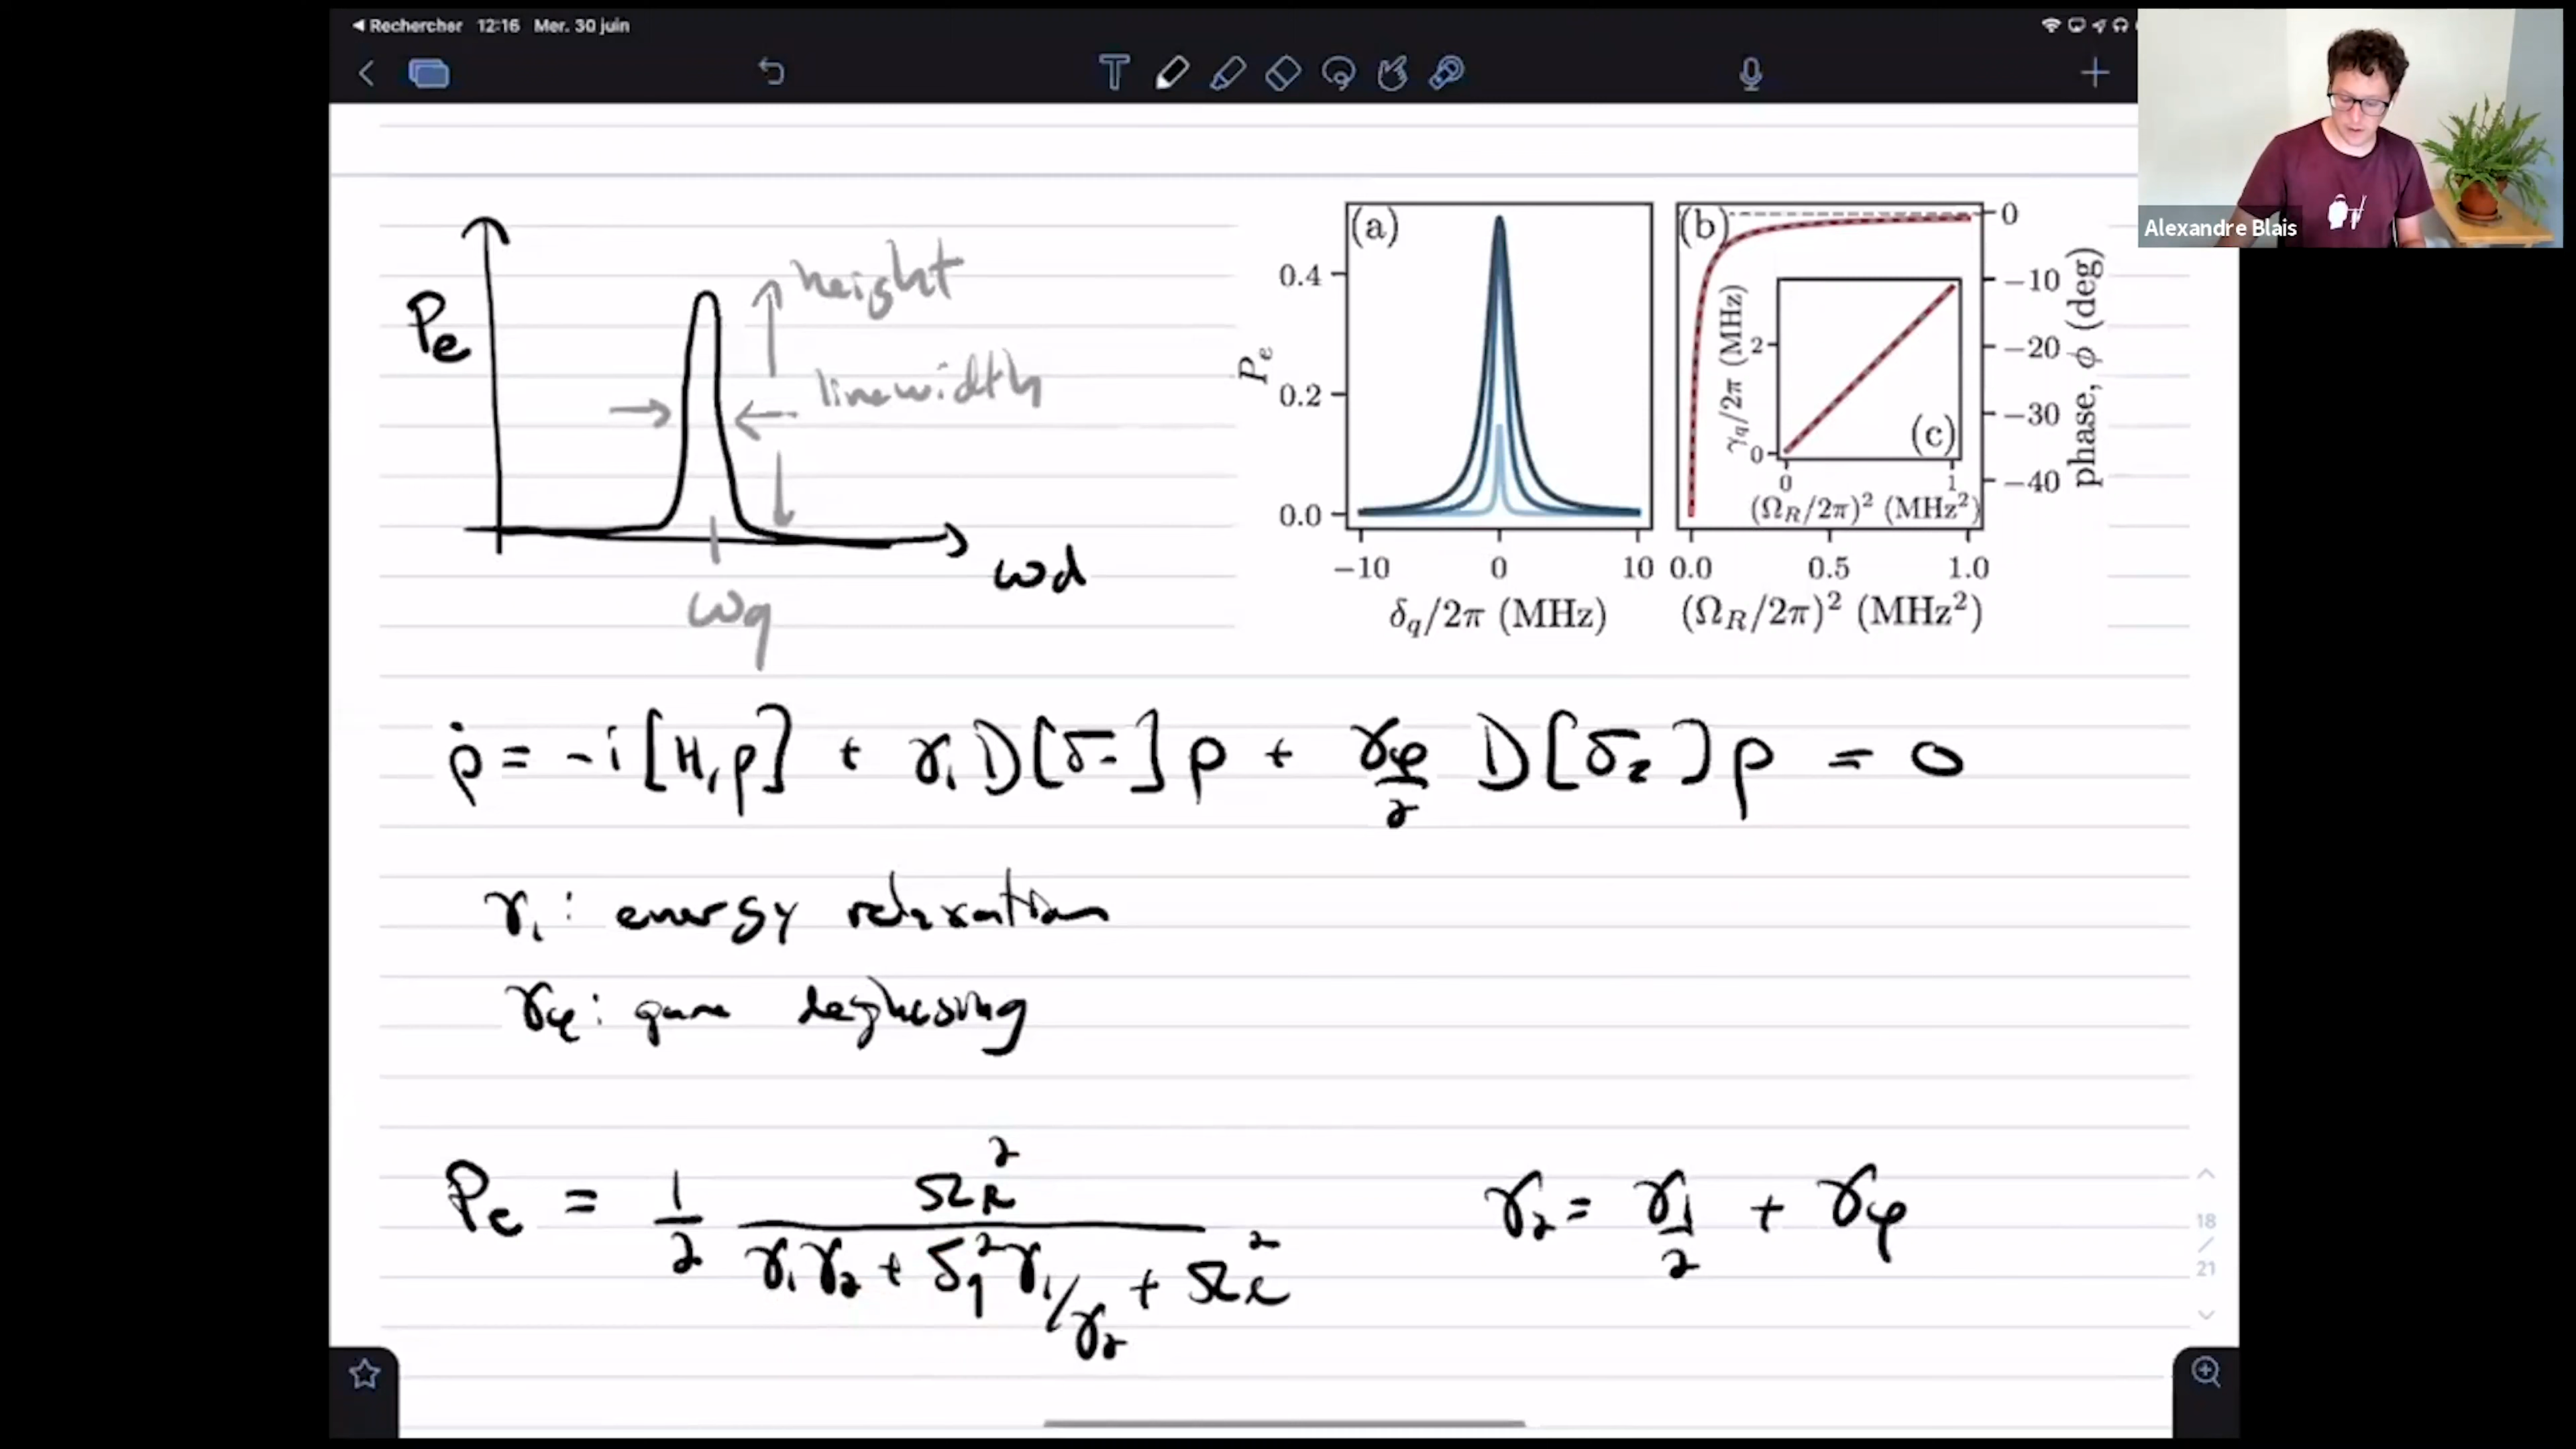 Rechercher 12:16 Mer. 30 juin
Alexandre Blais
Pe
height
linewidth
ωq
ωd
(a)
Pe
0.4
0.2
0.0
−10 0 10
δq/2π (MHz)
(b)
0
−10
−20
−30
−40
phase, ϕ (deg)
0.0 0.5 1.0
(ΩR/2π)² (MHz²)
(c)
γq/2π (MHz)
2
0
0 1
(ΩR/2π)² (MHz²)
ρ̇ = -i [H,ρ] + γ₁ D[σ-] ρ + γφ/2 D[σz] ρ = 0
γ₁: energy relaxation
γφ: pure dephasing
Pe = 1/2 ΩR² / (γ₁γ₂ + δq² γ₁/γ₂ + ΩR²)
γ₂ = γ₁/2 + γφ
18
/
21